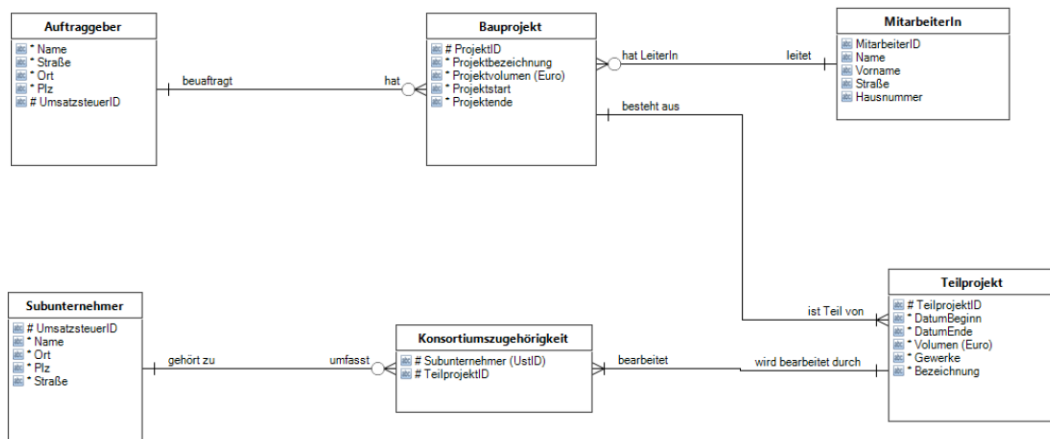 Auftraggeber
* Name
* Straße
* Ort
* Plz
# UmsatzsteuerID
beuaftragt
hat
Bauprojekt
# ProjektID
* Projektbezeichnung
* Projektvolumen (Euro)
* Projektstart
* Projektende
hat LeiterIn
leitet
MitarbeiterIn
MitarbeiterID
Name
Vorname
Straße
Hausnummer
besteht aus
ist Teil von
Teilprojekt
# TeilprojektID
* DatumBeginn
* DatumEnde
* Volumen (Euro)
* Gewerke
* Bezeichnung
Subunternehmer
# UmsatzsteuerID
* Name
* Ort
* Plz
* Straße
gehört zu
umfasst
Konsortiumszugehörigkeit
# Subunternehmer (UstID)
# TeilprojektID
bearbeitet
wird bearbeitet durch